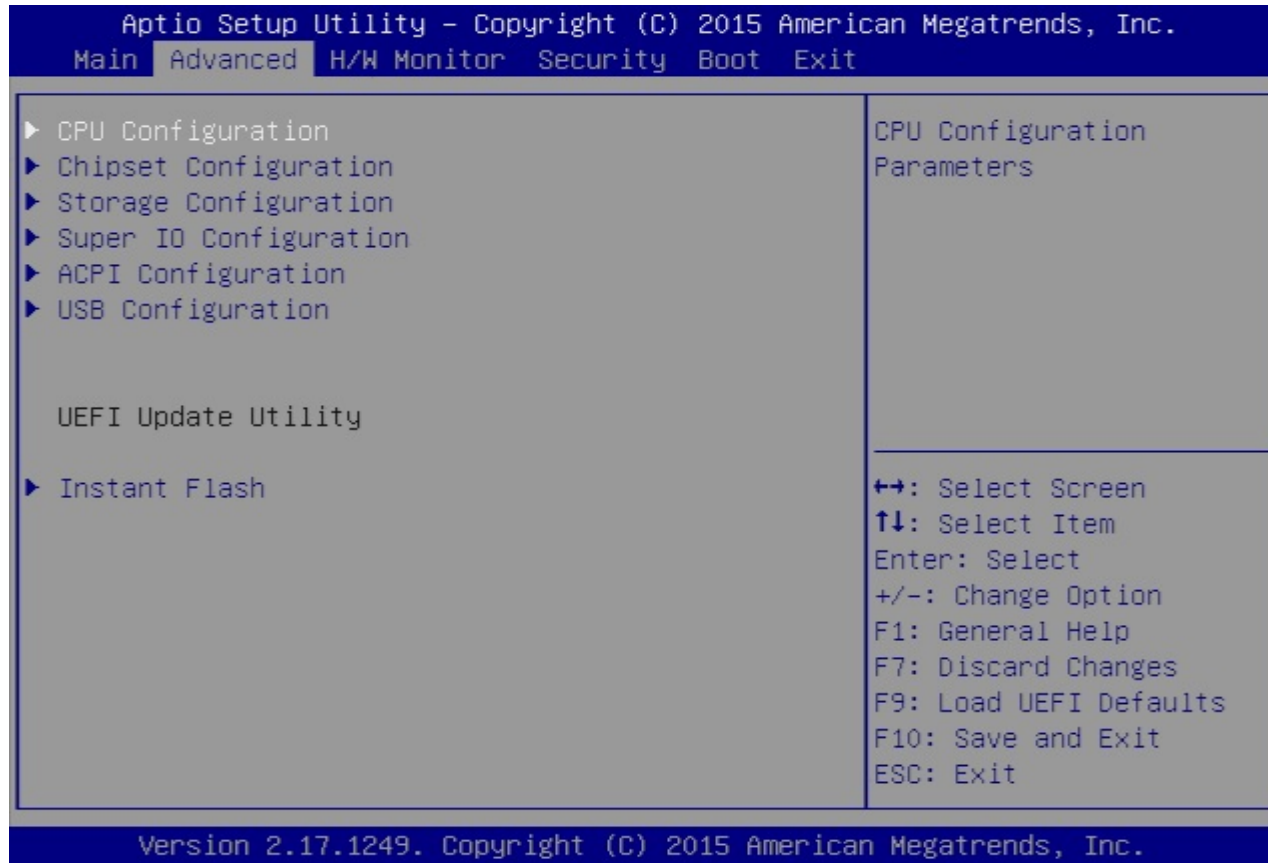 Aptio Setup Utility – Copyright (C) 2015 American Megatrends, Inc.
Main Advanced H/W Monitor Security Boot Exit
▶ CPU Configuration
▶ Chipset Configuration
▶ Storage Configuration
▶ Super IO Configuration
▶ ACPI Configuration
▶ USB Configuration
UEFI Update Utility
▶ Instant Flash
CPU Configuration
Parameters
↔: Select Screen
↑↓: Select Item
Enter: Select
+/-: Change Option
F1: General Help
F7: Discard Changes
F9: Load UEFI Defaults
F10: Save and Exit
ESC: Exit
Version 2.17.1249. Copyright (C) 2015 American Megatrends, Inc.